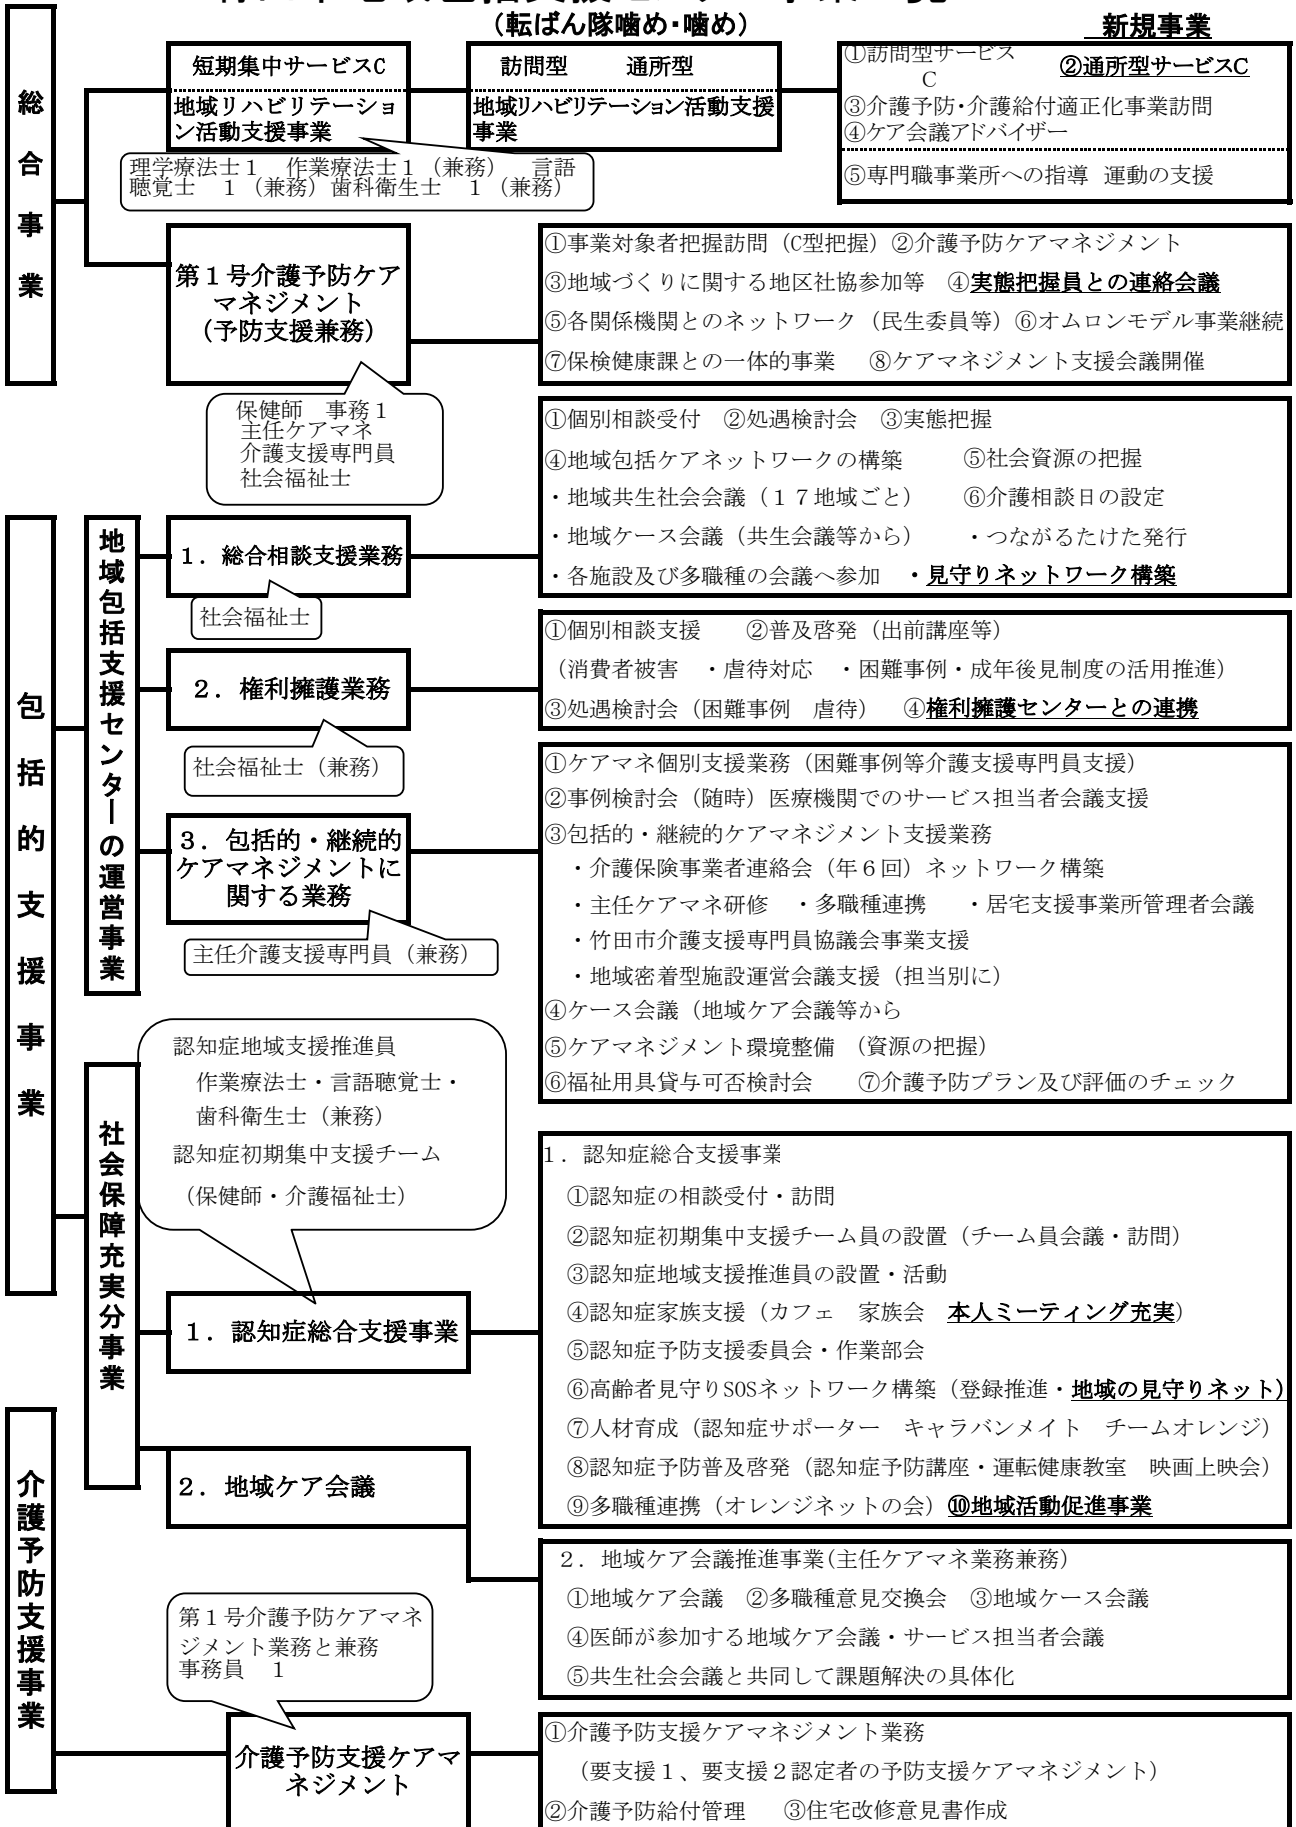 (転ばん隊噛め・噛め)
新規事業
総合事業
短期集中サービスC
地域リハビリテーショ
ン活動支援事業
訪問型　通所型
地域リハビリテーション活動支援
事業
①訪問型サービス
C
②通所型サービスC
③介護予防・介護給付適正化事業訪問
④ケア会議アドバイザー
⑤専門職事業所への指導 運動の支援
理学療法士１　作業療法士１（兼務）　言語
聴覚士　１（兼務）歯科衛生士　１（兼務）
第１号介護予防ケア
マネジメント
(予防支援兼務)
①事業対象者把握訪問（C型把握）②介護予防ケアマネジメント
③地域づくりに関する地区社協参加等　④実態把握員との連絡会議
⑤各関係機関とのネットワーク（民生委員等）⑥オムロンモデル事業継続
⑦保検健康課との一体的事業　⑧ケアマネジメント支援会議開催
保健師　事務１
主任ケアマネ
介護支援専門員
社会福祉士
包括的支援事業
地域包括支援センターの運営事業
１．総合相談支援業務
社会福祉士
①個別相談受付　②処遇検討会　③実態把握
④地域包括ケアネットワークの構築　⑤社会資源の把握
・地域共生社会会議（１７地域ごと）　⑥介護相談日の設定
・地域ケース会議（共生会議等から）　・つながるたけた発行
・各施設及び多職種の会議へ参加　・見守りネットワーク構築
２．権利擁護業務
社会福祉士（兼務）
①個別相談支援　②普及啓発（出前講座等）
（消費者被害　・虐待対応　・困難事例・成年後見制度の活用推進）
③処遇検討会（困難事例　虐待）　④権利擁護センターとの連携
３．包括的・継続的
ケアマネジメントに
関する業務
主任介護支援専門員（兼務）
①ケアマネ個別支援業務（困難事例等介護支援専門員支援）
②事例検討会（随時）医療機関でのサービス担当者会議支援
③包括的・継続的ケアマネジメント支援業務
・介護保険事業者連絡会（年６回）ネットワーク構築
・主任ケアマネ研修　・多職種連携　・居宅支援事業所管理者会議
・竹田市介護支援専門員協議会事業支援
・地域密着型施設運営会議支援（担当別に）
④ケース会議（地域ケア会議等から
⑤ケアマネジメント環境整備　（資源の把握）
⑥福祉用具貸与可否検討会　⑦介護予防プラン及び評価のチェック
社会保障充実分事業
認知症地域支援推進員
作業療法士・言語聴覚士・
歯科衛生士（兼務）
認知症初期集中支援チーム
（保健師・介護福祉士）
１．認知症総合支援事業
１．認知症総合支援事業
①認知症の相談受付・訪問
②認知症初期集中支援チーム員の設置（チーム員会議・訪問）
③認知症地域支援推進員の設置・活動
④認知症家族支援（カフェ　家族会　本人ミーティング充実）
⑤認知症予防支援委員会・作業部会
⑥高齢者見守りSOSネットワーク構築（登録推進・地域の見守りネット）
⑦人材育成（認知症サポーター　キャラバンメイト　チームオレンジ）
⑧認知症予防普及啓発（認知症予防講座・運転健康教室　映画上映会）
⑨多職種連携（オレンジネットの会）⑩地域活動促進事業
２．地域ケア会議
２．地域ケア会議推進事業(主任ケアマネ業務兼務)
①地域ケア会議　②多職種意見交換会　③地域ケース会議
④医師が参加する地域ケア会議・サービス担当者会議
⑤共生社会会議と共同して課題解決の具体化
介護予防支援事業
第１号介護予防ケアマネ
ジメント業務と兼務
事務員　１
介護予防支援ケアマ
ネジメント
①介護予防支援ケアマネジメント業務
（要支援１、要支援２認定者の予防支援ケアマネジメント）
②介護予防給付管理　③住宅改修意見書作成